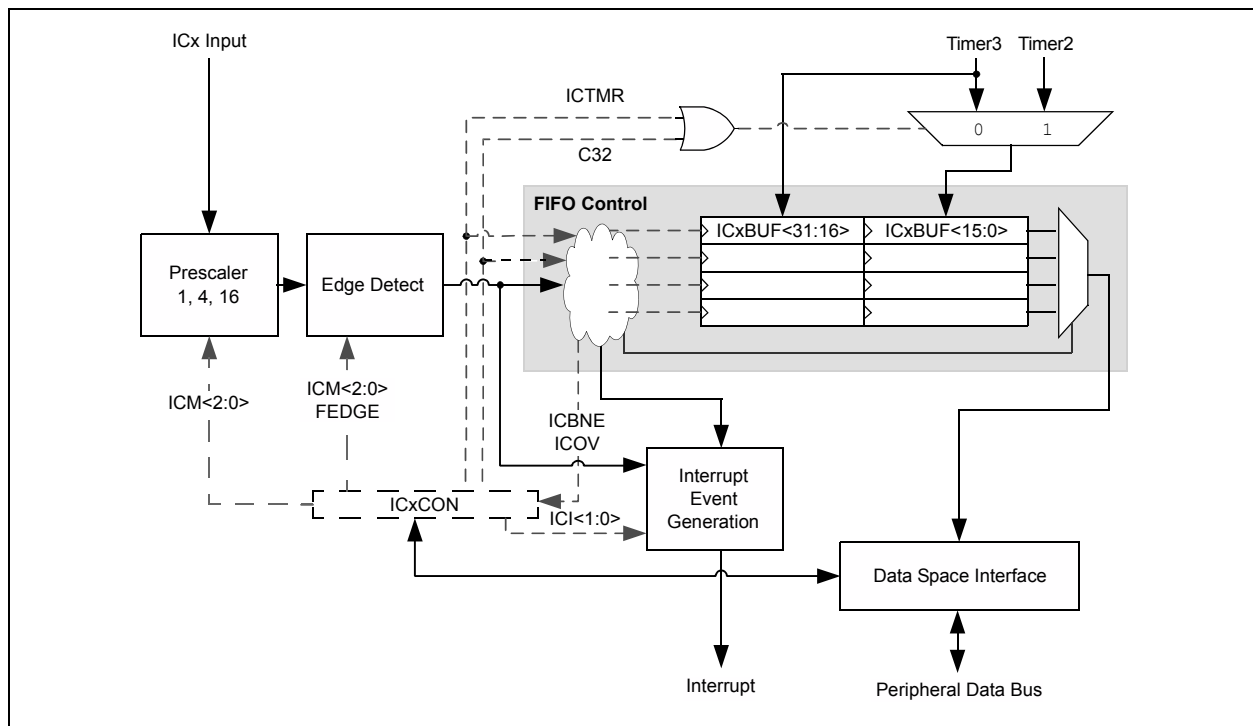 ICx Input
Timer3 Timer2
ICTMR
0 1
C32
FIFO Control
ICxBUF<31:16> ICxBUF<15:0>
Prescaler
1, 4, 16
Edge Detect
ICM<2:0>
ICM<2:0>
FEDGE
ICBNE
ICOV
Interrupt
Event
Generation
ICxCON
ICI<1:0>
Data Space Interface
Interrupt
Peripheral Data Bus